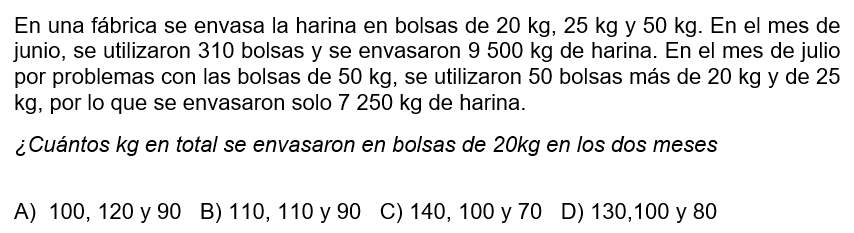 En una fábrica se envasa la harina en bolsas de 20 kg, 25 kg y 50 kg. En el mes de
junio, se utilizaron 310 bolsas y se envasaron 9 500 kg de harina. En el mes de julio
por problemas con las bolsas de 50 kg, se utilizaron 50 bolsas más de 20 kg y de 25
kg, por lo que se envasaron solo 7 250 kg de harina.
¿Cuántos kg en total se envasaron en bolsas de 20kg en los dos meses
A) 100, 120 y 90 B) 110, 110 y 90 C) 140, 100 y 70 D) 130,100 y 80